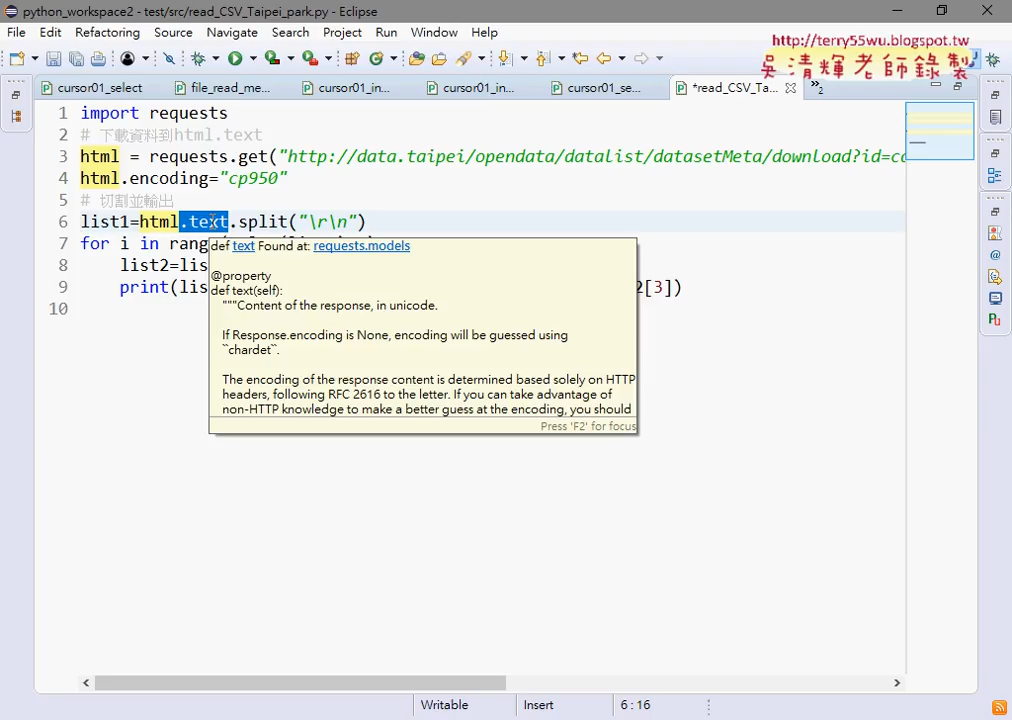 python_workspace2 - test/src/read_CSV_Taipei_park.py - Eclipse
File Edit Refactoring Source Navigate Search Project Run Window Help
http://terry55wu.blogspot.tw
吳清輝老師錄製
cursor01_select file_read_me... cursor01_in... cursor01_in... cursor01_se... *read_CSV_Ta... »2
1 import requests
2 # 下載資料到html.text
3 html = requests.get("http://data.taipei/opendata/datalist/datasetMeta/download?id=c
4 html.encoding="cp950"
5 # 切割並輸出
6 list1=html.text.split("\r\n")
7 for i in rang
8 list2=lis
9 print(lis 2[3])
10
def text Found at: requests.models
@property
def text(self):
"""Content of the response, in unicode.
If Response.encoding is None, encoding will be guessed using
``chardet``.
The encoding of the response content is determined based solely on HTTP
headers, following RFC 2616 to the letter. If you can take advantage of
non-HTTP knowledge to make a better guess at the encoding, you should
Press 'F2' for focus
Writable Insert 6 : 16